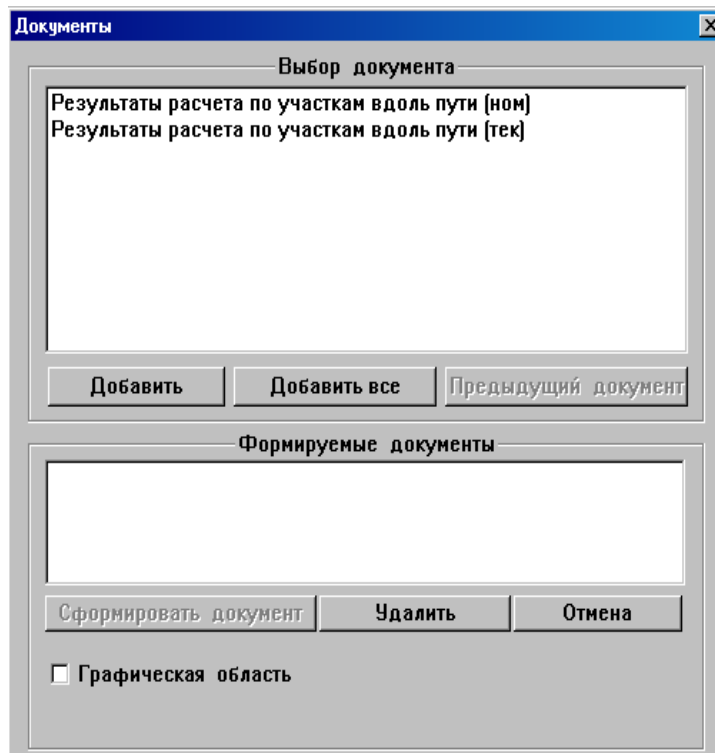 Документы
Выбор документа
Результаты расчета по участкам вдоль пути (ном)
Результаты расчета по участкам вдоль пути (тек)
Добавить
Добавить все
Предыдущий документ
Формируемые документы
Сформировать документ
Удалить
Отмена
Графическая область